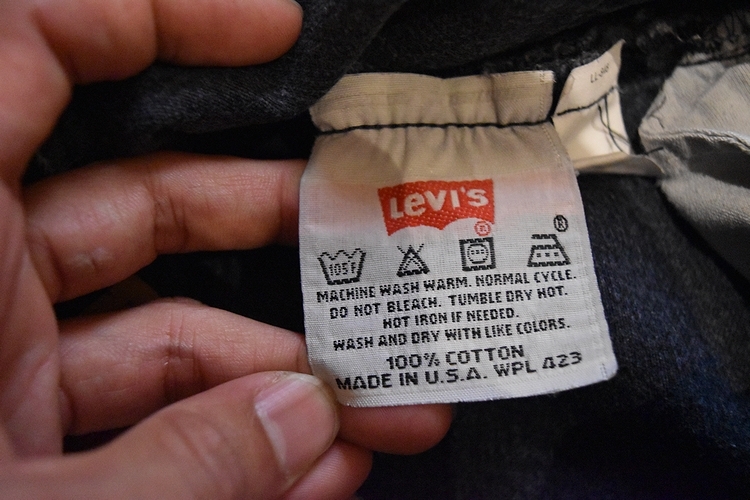 LEVI'S
®
®
105F
MACHINE WASH WARM. NORMAL CYCLE.
DO NOT BLEACH. TUMBLE DRY HOT.
HOT IRON IF NEEDED.
WASH AND DRY WITH LIKE COLORS.
100% COTTON
MADE IN U.S.A. WPL 423